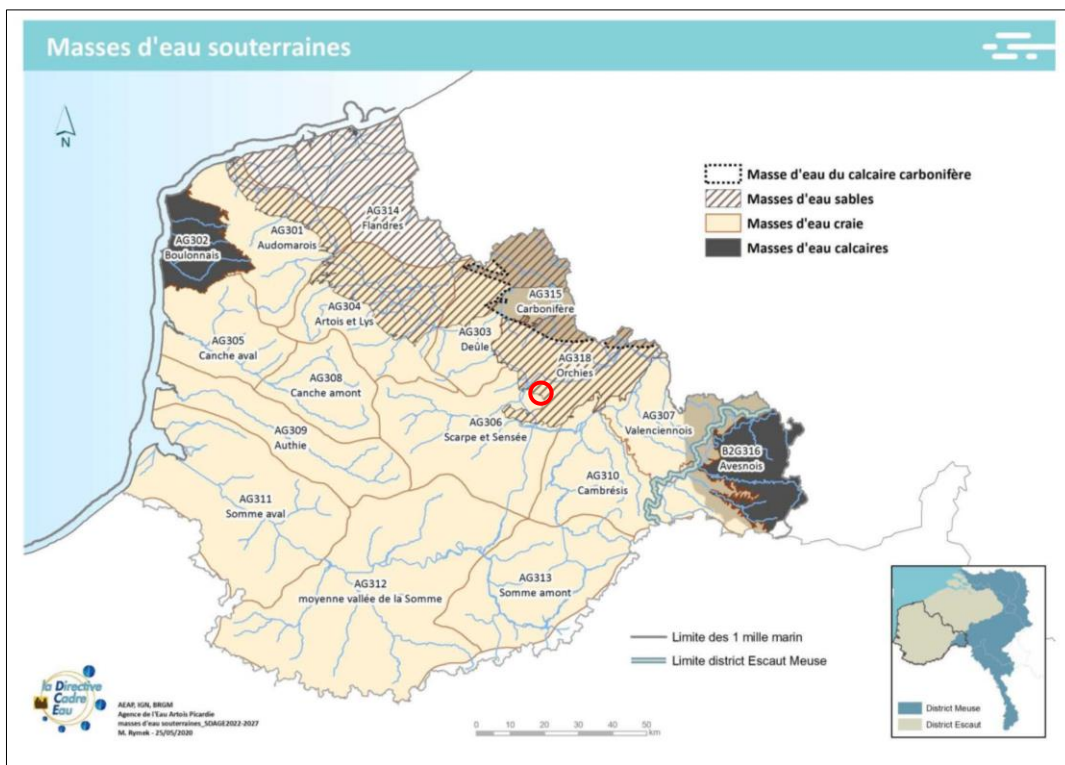 Masses d'eau souterraines
N
Masse d'eau du calcaire carbonifère
Masses d'eau sables
Masses d'eau craie
Masses d'eau calcaires
AG314
Flandres
AG302
Boulonnais
AG301
Audomarois
AG315
Carbonifère
AG304
Artois et Lys
AG303
Deûle
AG305
Canche aval
AG318
Orchies
AG308
Canche amont
AG309
Authie
AG306
Scarpe et Sensée
AG307
Valenciennois
B2G316
Avesnois
AG310
Cambrésis
AG311
Somme aval
AG312
moyenne vallée de la Somme
AG313
Somme amont
Limite des 1 mille marin
Limite district Escaut Meuse
la Directive
Cadre
Eau
AEAP, IGN, BRGM
Agence de l'Eau Artois Picardie
masses d'eau souterraines_SDAGE2022-2027
M. Rymek - 25/05/2020
0 10 20 30 40 50
km
District Meuse
District Escaut